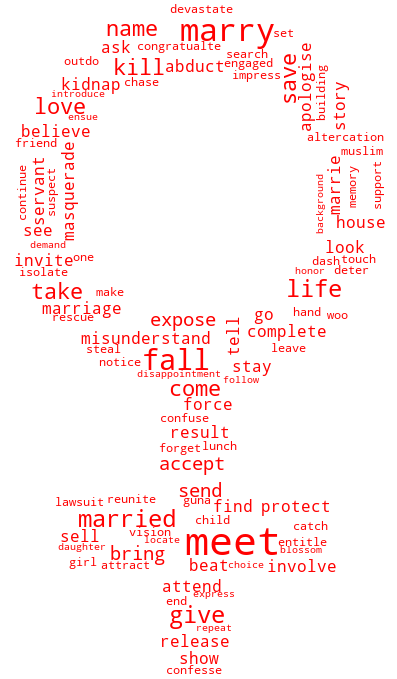 devastate
marry
set
name
ask
congratualte
search
outdo
kill
abduct
engaged
impress
save
apologise
building
story
kidnap
chase
introduce
love
ensue
believe
altercation
friend
muslim
continue
servant
suspect
masquerade
background
marrie
memory
support
see
house
demand
look
invite
one
dash
touch
isolate
honor
deter
take
make
life
marriage
rescue
expose
go
hand
woo
tell
complete
misunderstand
steal
leave
fall
notice
stay
disappointment
follow
come
force
confuse
result
forget
lunch
accept
send
lawsuit
reunite
guna
find
protect
married
child
catch
sell
vision
locate
meet
entitle
daughter
bring
blossom
girl
attract
beat
choice
involve
attend
express
end
give
repeat
release
show
confesse